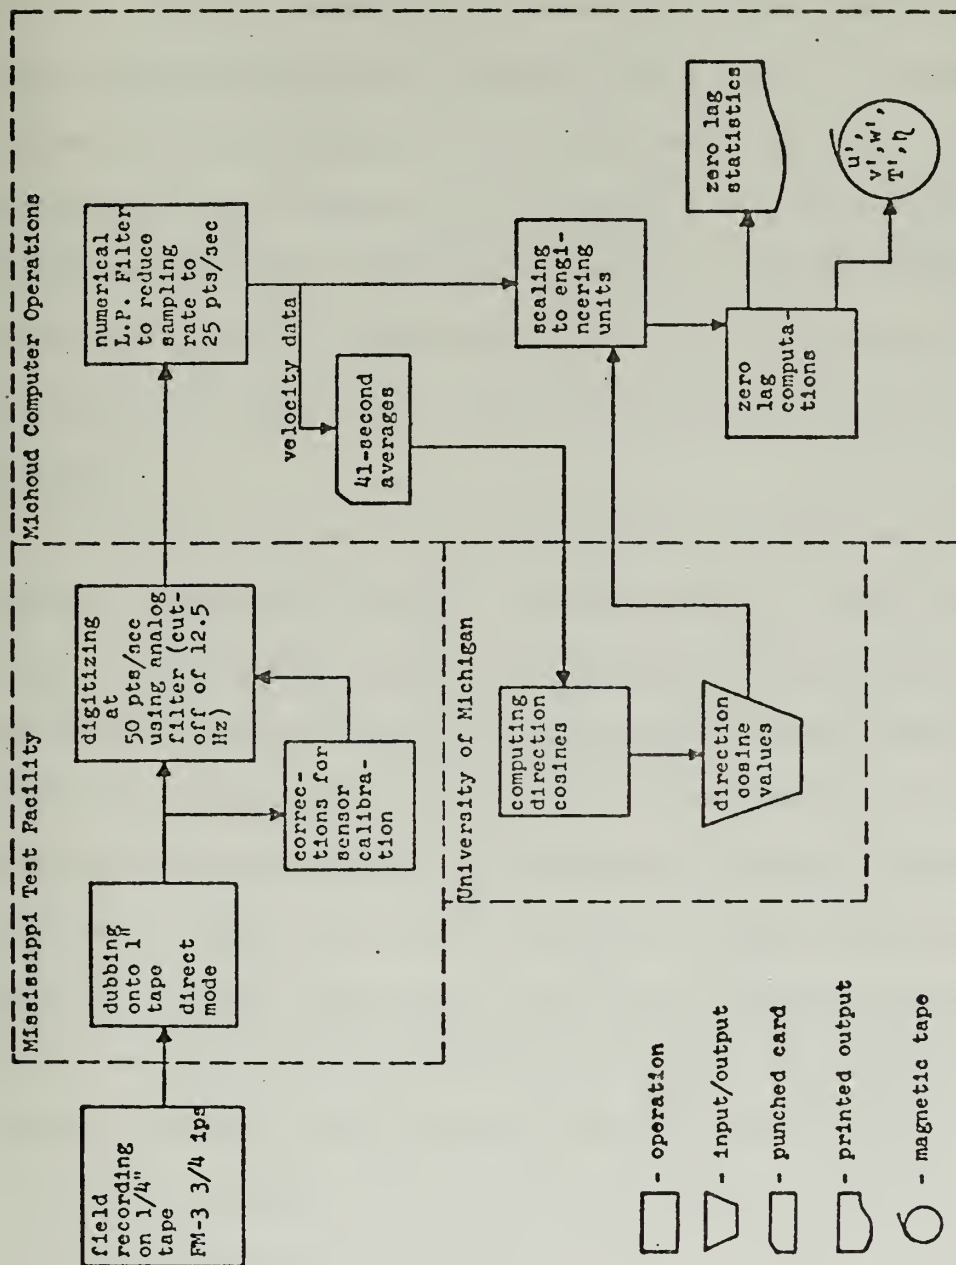 Mississippi Test Facility
Michoud Computer Operations
University of Michigan
field
recording
on 1/4"
tape
FM-3 3/4 ips
dubbing
onto 1"
tape
direct
mode
correc-
tions for
sensor
calibra-
tion
digitizing
at
50 pts/sec
using analog
filter (cut-
off of 12.5
Hz)
numerical
L.P. Filter
to reduce
sampling
rate to
25 pts/sec
velocity data
41-second
averages
computing
direction
cosines
direction
cosine
values
scaling
to engi-
neering
units
zero
lag
computa-
tions
zero lag
statistics
u',
v',w',
T',η
- operation
- input/output
- punched card
- printed output
- magnetic tape